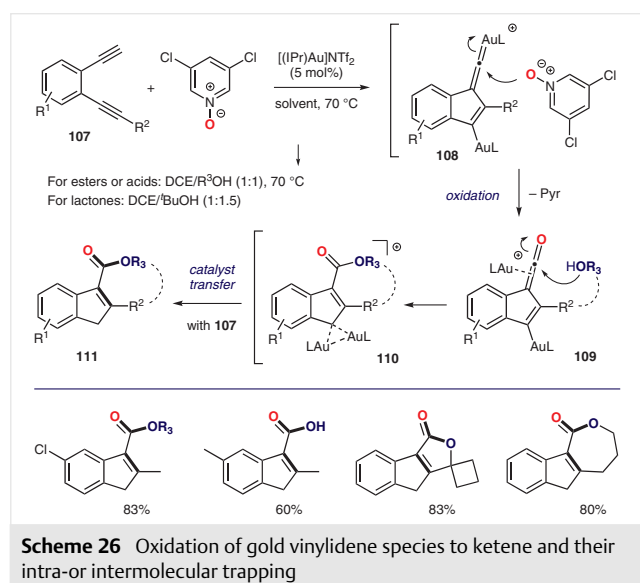 [(IPr)Au]NTf2
(5 mol%)
solvent, 70 °C
Cl Cl
N ⊕
O ⊖
+
R1
R2
107
AuL ⊕
O ⊖ N ⊕ Cl
Cl
R2
R1
AuL
108
For esters or acids: DCE/R3OH (1:1), 70 °C
For lactones: DCE/tBuOH (1:1.5)
oxidation – Pyr
O OR3
R2
R1
111
catalyst
transfer
with 107
O OR3 ⊕
R2
R1
LAu AuL
110
O
⊕
LAu
HOR3
R2
R1
AuL
109
O OR3
Cl
83%
O OH
60%
O O
83%
O O
80%
Scheme 26 Oxidation of gold vinylidene species to ketene and their
intra-or intermolecular trapping